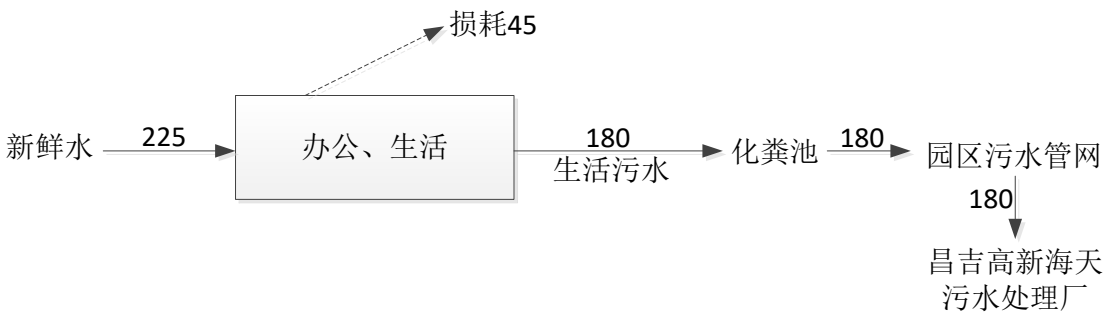 损耗45
新鲜水
225
办公、生活
180
生活污水
化粪池
180
园区污水管网
180
昌吉高新海天
污水处理厂